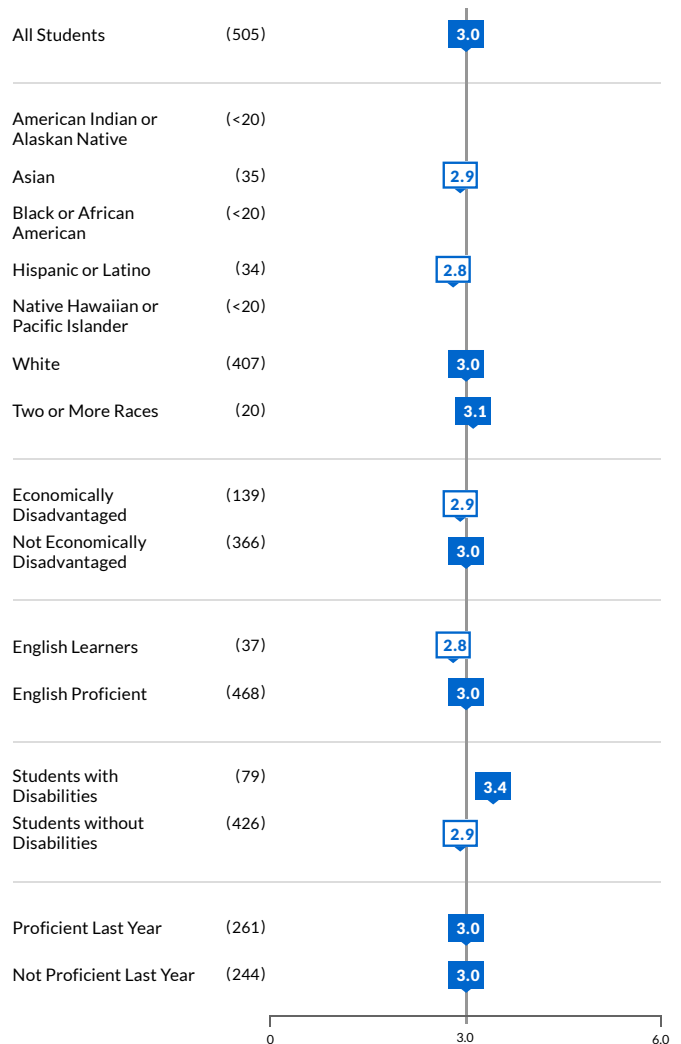 All Students (505) 3.0
American Indian or (<20)
Alaskan Native
Asian (35) 2.9
Black or African (<20)
American
Hispanic or Latino (34) 2.8
Native Hawaiian or (<20)
Pacific Islander
White (407) 3.0
Two or More Races (20) 3.1
Economically (139) 2.9
Disadvantaged
Not Economically (366) 3.0
Disadvantaged
English Learners (37) 2.8
English Proficient (468) 3.0
Students with (79) 3.4
Disabilities
Students without (426) 2.9
Disabilities
Proficient Last Year (261) 3.0
Not Proficient Last Year (244) 3.0
0 3.0 6.0